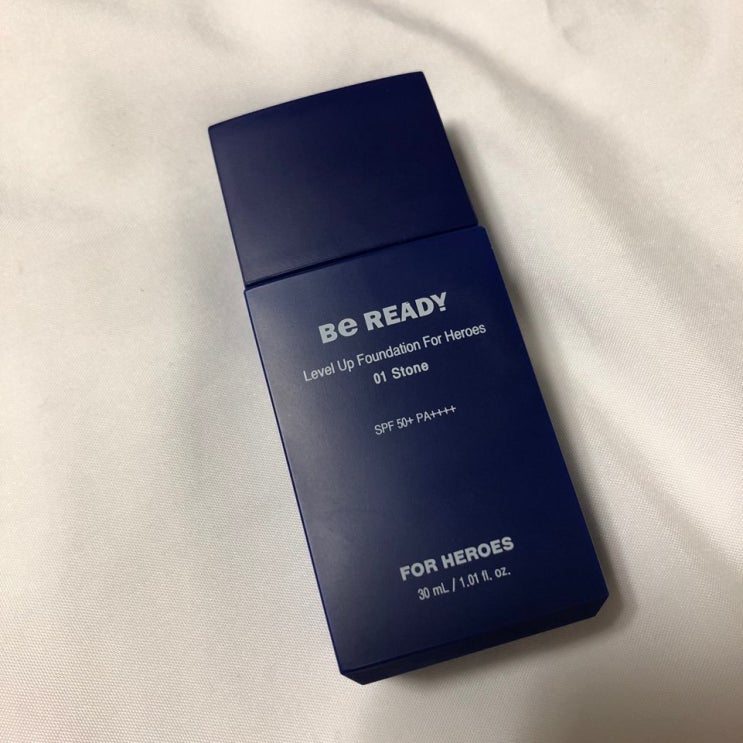 Be READY
Level Up Foundation For Heroes
01 Stone
SPF 50+ PA++++
FOR HEROES
30 mL / 1.01 fl. oz.